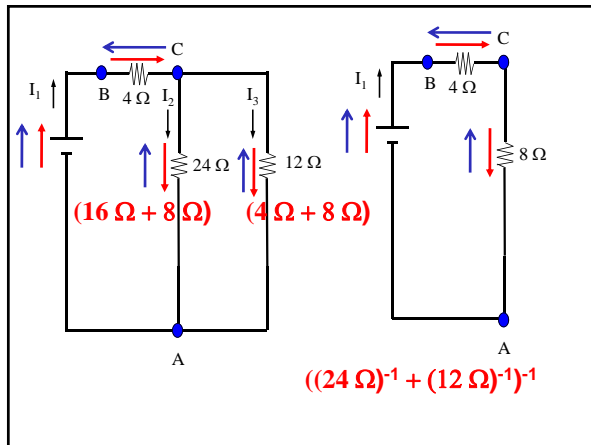 C
C
I₁
B
4 Ω
I₂
I₃
I₁
B
4 Ω
24 Ω
12 Ω
8 Ω
(16 Ω + 8 Ω)
(4 Ω + 8 Ω)
A
A
((24 Ω)⁻¹ + (12 Ω)⁻¹)⁻¹